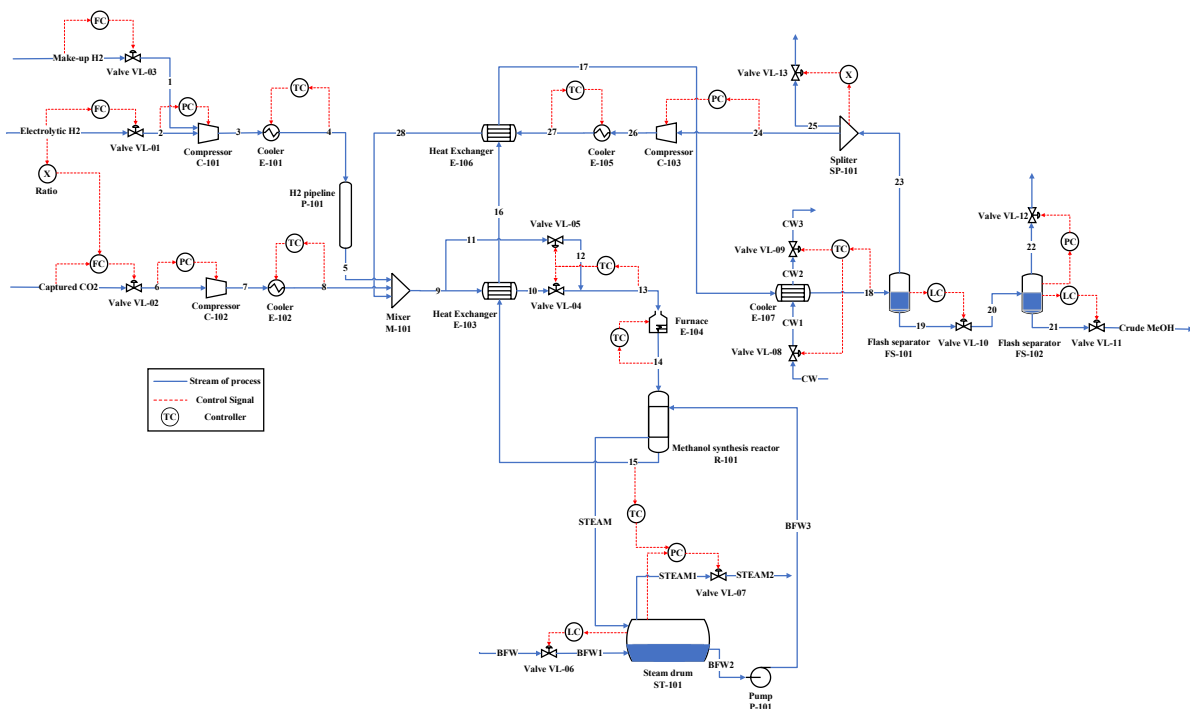 FC
Make-up H2
Valve VL-03
1
FC
PC
Electrolytic H2
2
Valve VL-01
3
Compressor
C-101
TC
4
Cooler
E-101
X
Ratio
H2 pipeline
P-101
5
FC
PC
Captured CO2
6
Valve VL-02
7
Compressor
C-102
TC
8
Cooler
E-102
Mixer
M-101
9
17
28
Heat Exchanger
E-106
27
TC
26
Cooler
E-105
PC
Compressor
C-103
24
Valve VL-13
X
25
Spliter
SP-101
23
16
11
Valve VL-05
12
TC
13
10
Heat Exchanger
E-103
Valve VL-04
Furnace
E-104
TC
14
CW3
Valve VL-09
TC
CW2
Cooler
E-107
18
CW1
Valve VL-08
CW
LC
19
Flash separator
FS-101
Valve VL-10
20
Valve VL-12
22
PC
LC
21
Crude MeOH
Flash separator
FS-102
Valve VL-11
Stream of process
Control Signal
TC
Controller
Methanol synthesis reactor
R-101
15
STEAM
TC
BFW3
PC
STEAM1
STEAM2
Valve VL-07
LC
BFW
BFW1
Valve VL-06
BFW2
Steam drum
ST-101
Pump
P-101